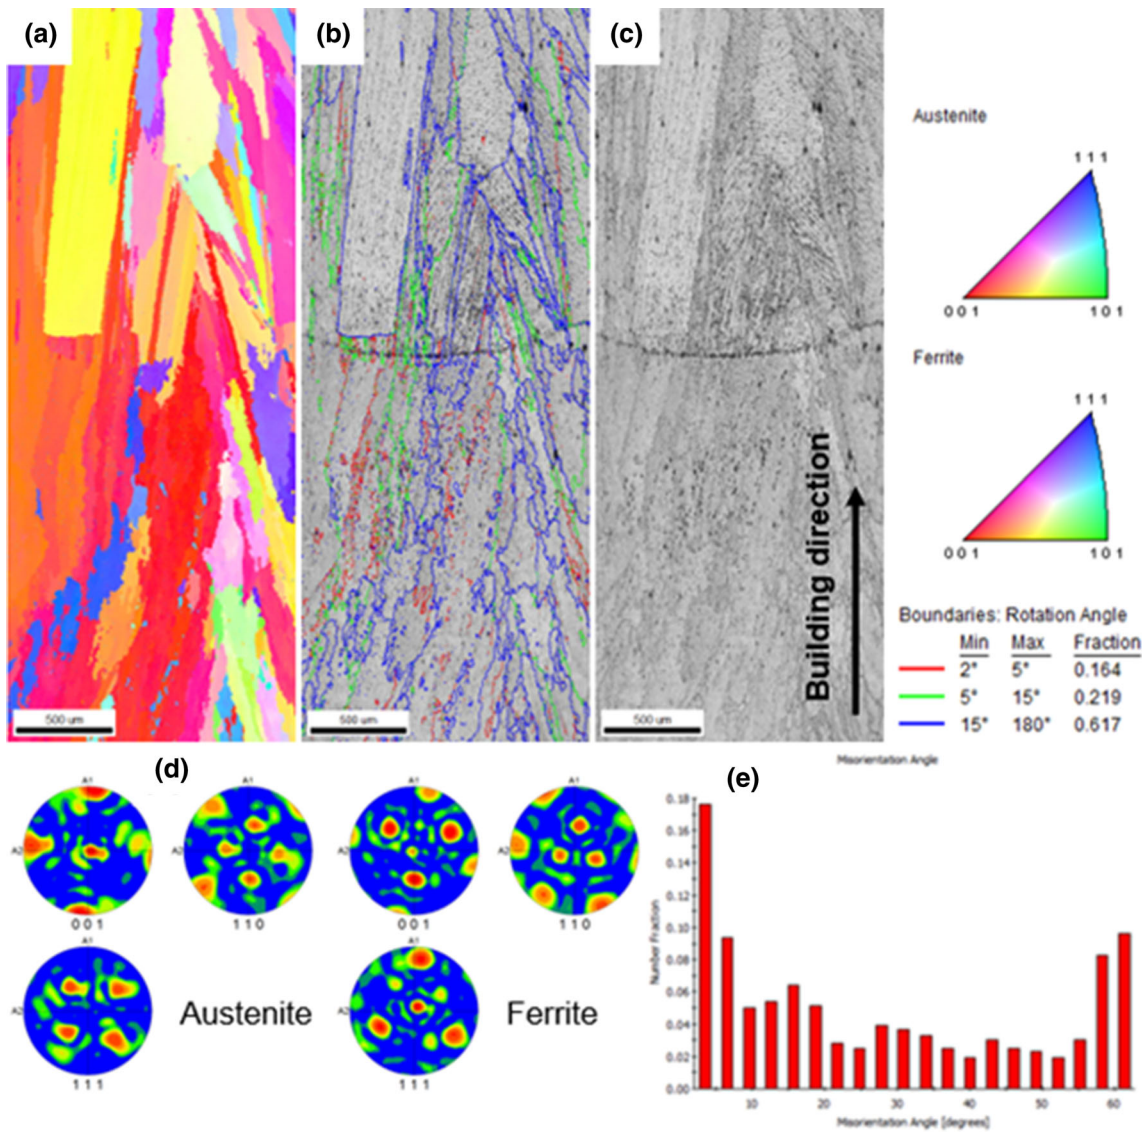 (a)
(b)
(c)
Austenite
1 1 1
0 0 1
1 0 1
Ferrite
1 1 1
0 0 1
1 0 1
Building direction
Boundaries: Rotation Angle
Min Max Fraction
2° 5° 0.164
5° 15° 0.219
15° 180° 0.617
500 um
500 um
500 um
(d)
A1
A1
A1
A1
A2
A2
A2
A2
0 0 1
1 1 0
0 0 1
1 1 0
A1
A1
A2
A2
Austenite
Ferrite
1 1 1
1 1 1
Misorientation Angle
(e)
0.18
0.16
0.14
0.12
0.10
0.08
0.06
0.04
0.02
0.00
Number Fraction
10 20 30 40 50 60
Misorientation Angle [degrees]